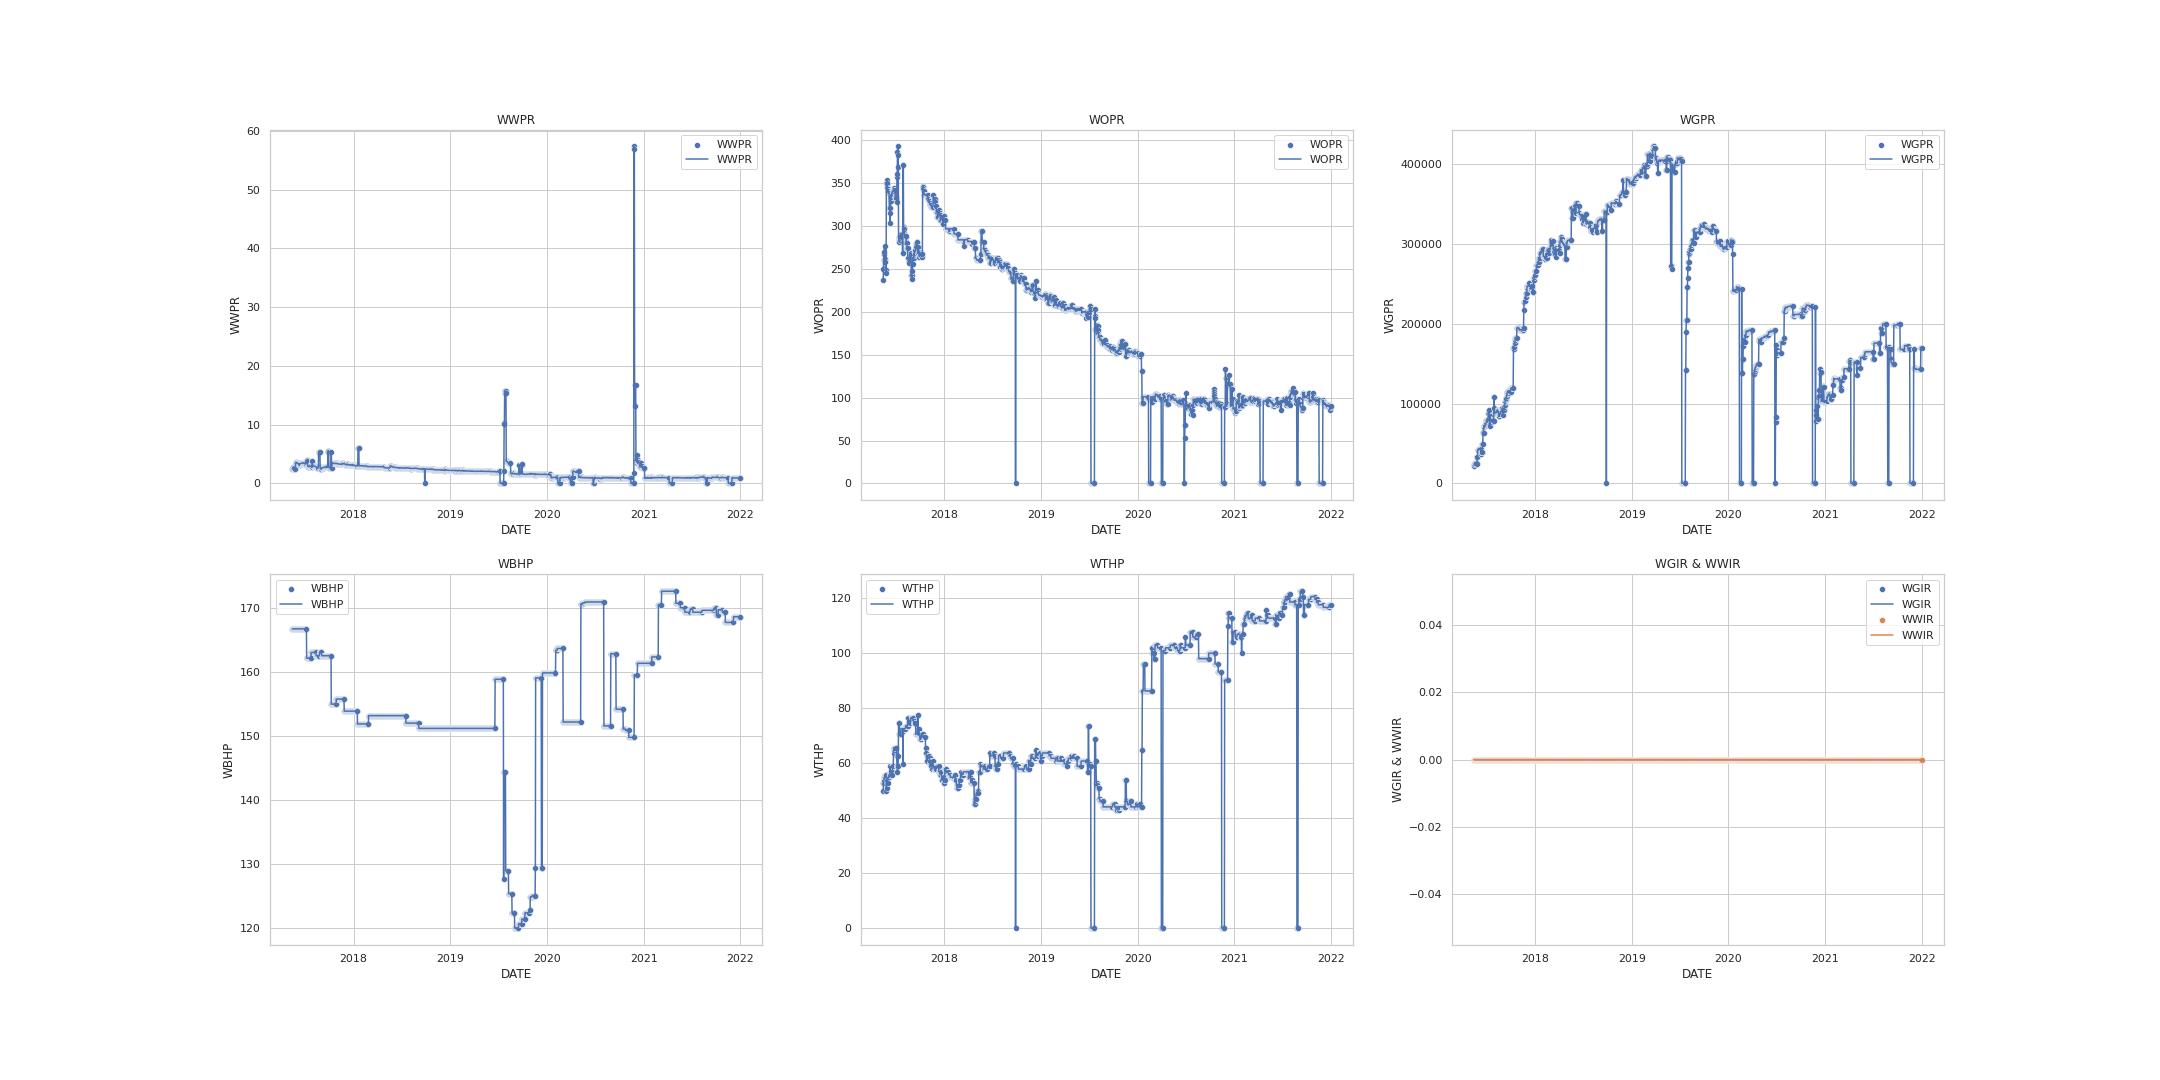 WWPR
WWPR
WWPR
60
50
40
30
20
10
0
WWPR
2018 2019 2020 2021 2022
DATE
WOPR
WOPR
WOPR
400
350
300
250
200
150
100
50
0
WOPR
2018 2019 2020 2021 2022
DATE
WGPR
WGPR
WGPR
400000
300000
200000
100000
0
WGPR
2018 2019 2020 2021 2022
DATE
WBHP
WBHP
WBHP
170
160
150
140
130
120
WBHP
2018 2019 2020 2021 2022
DATE
WTHP
WTHP
WTHP
120
100
80
60
40
20
0
WTHP
2018 2019 2020 2021 2022
DATE
WGIR & WWIR
WGIR
WGIR
WWIR
WWIR
0.04
0.02
0.00
−0.02
−0.04
WGIR & WWIR
2018 2019 2020 2021 2022
DATE